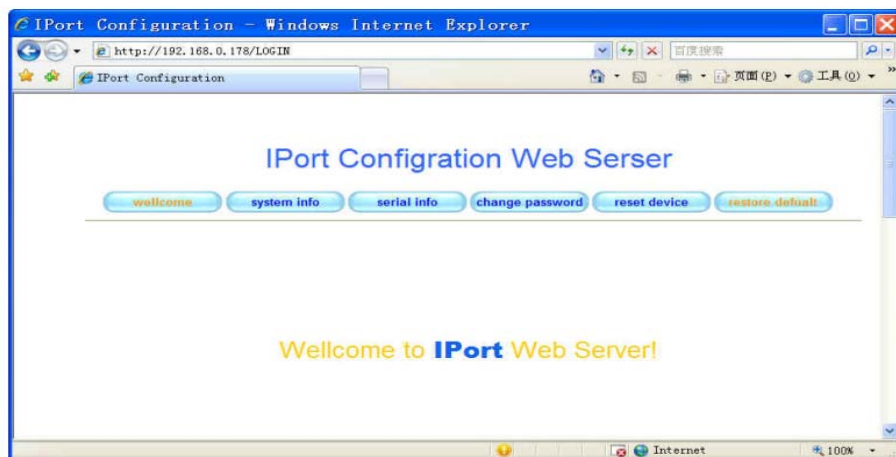 IPort Configuration - Windows Internet Explorer
http://192.168.0.178/LOGIN
百度搜索
IPort Configuration
页面(P)
工具(O)
»
IPort Configration Web Serser
wellcome system info serial info change password reset device restore defualt
Wellcome to IPort Web Server!
Internet
100%